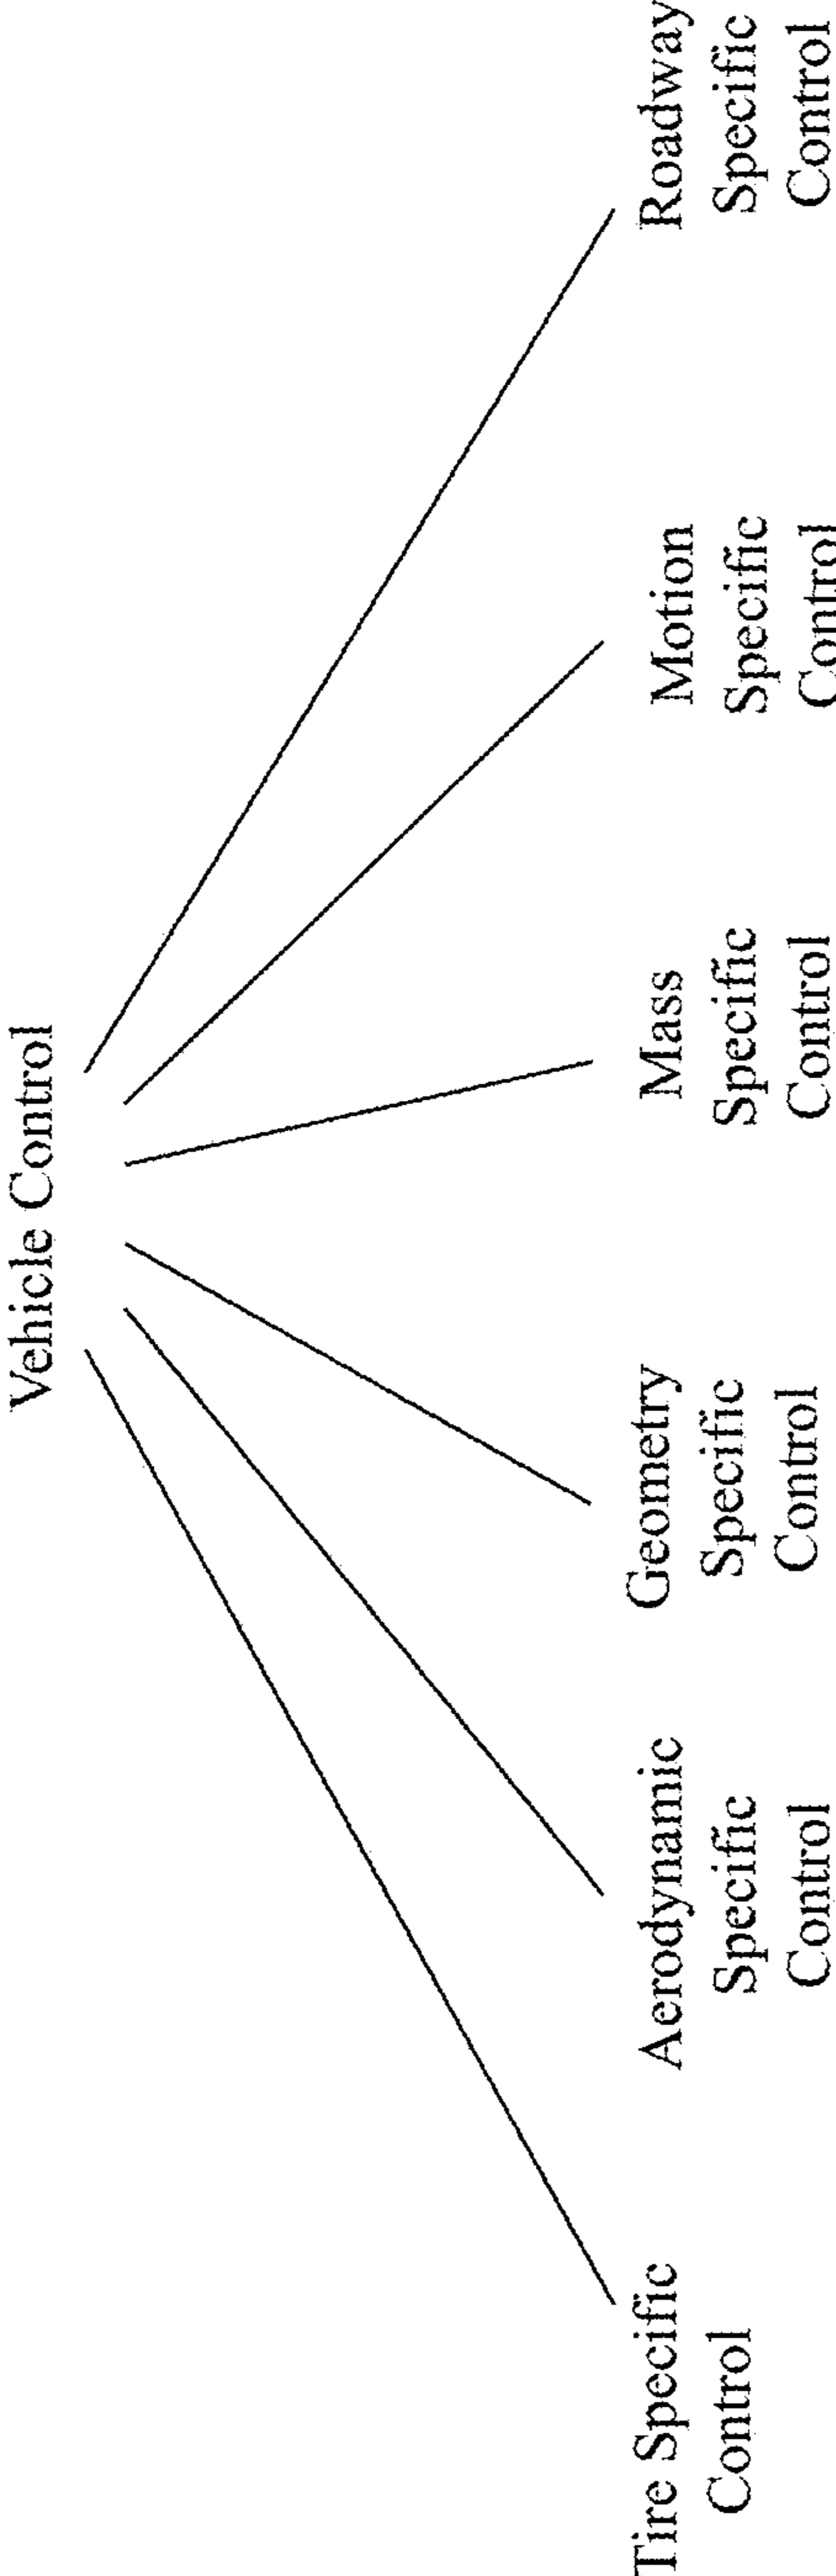 Vehicle Control
Tire Specific
Control
Aerodynamic
Specific
Control
Geometry
Specific
Control
Mass
Specific
Control
Motion
Specific
Control
Roadway
Specific
Control